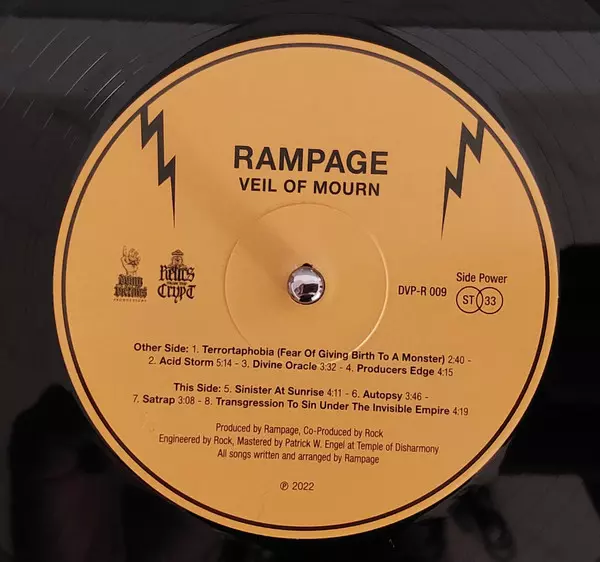 RAMPAGE
VEIL OF MOURN
RELICS
FROM THE
CRYPT
DVP-R 009
Side Power
ST 33
Other Side: 1. Terrortaphobia (Fear Of Giving Birth To A Monster) 2:40 -
2. Acid Storm 5:14 - 3. Divine Oracle 3:32 - 4. Producers Edge 4:15
This Side: 5. Sinister At Sunrise 4:11 - 6. Autopsy 3:46 -
7. Satrap 3:08 - 8. Transgression To Sin Under The Invisible Empire 4:19
Produced by Rampage, Co-Produced by Rock
Engineered by Rock, Mastered by Patrick W. Engel at Temple of Disharmony
All songs written and arranged by Rampage
℗ 2022